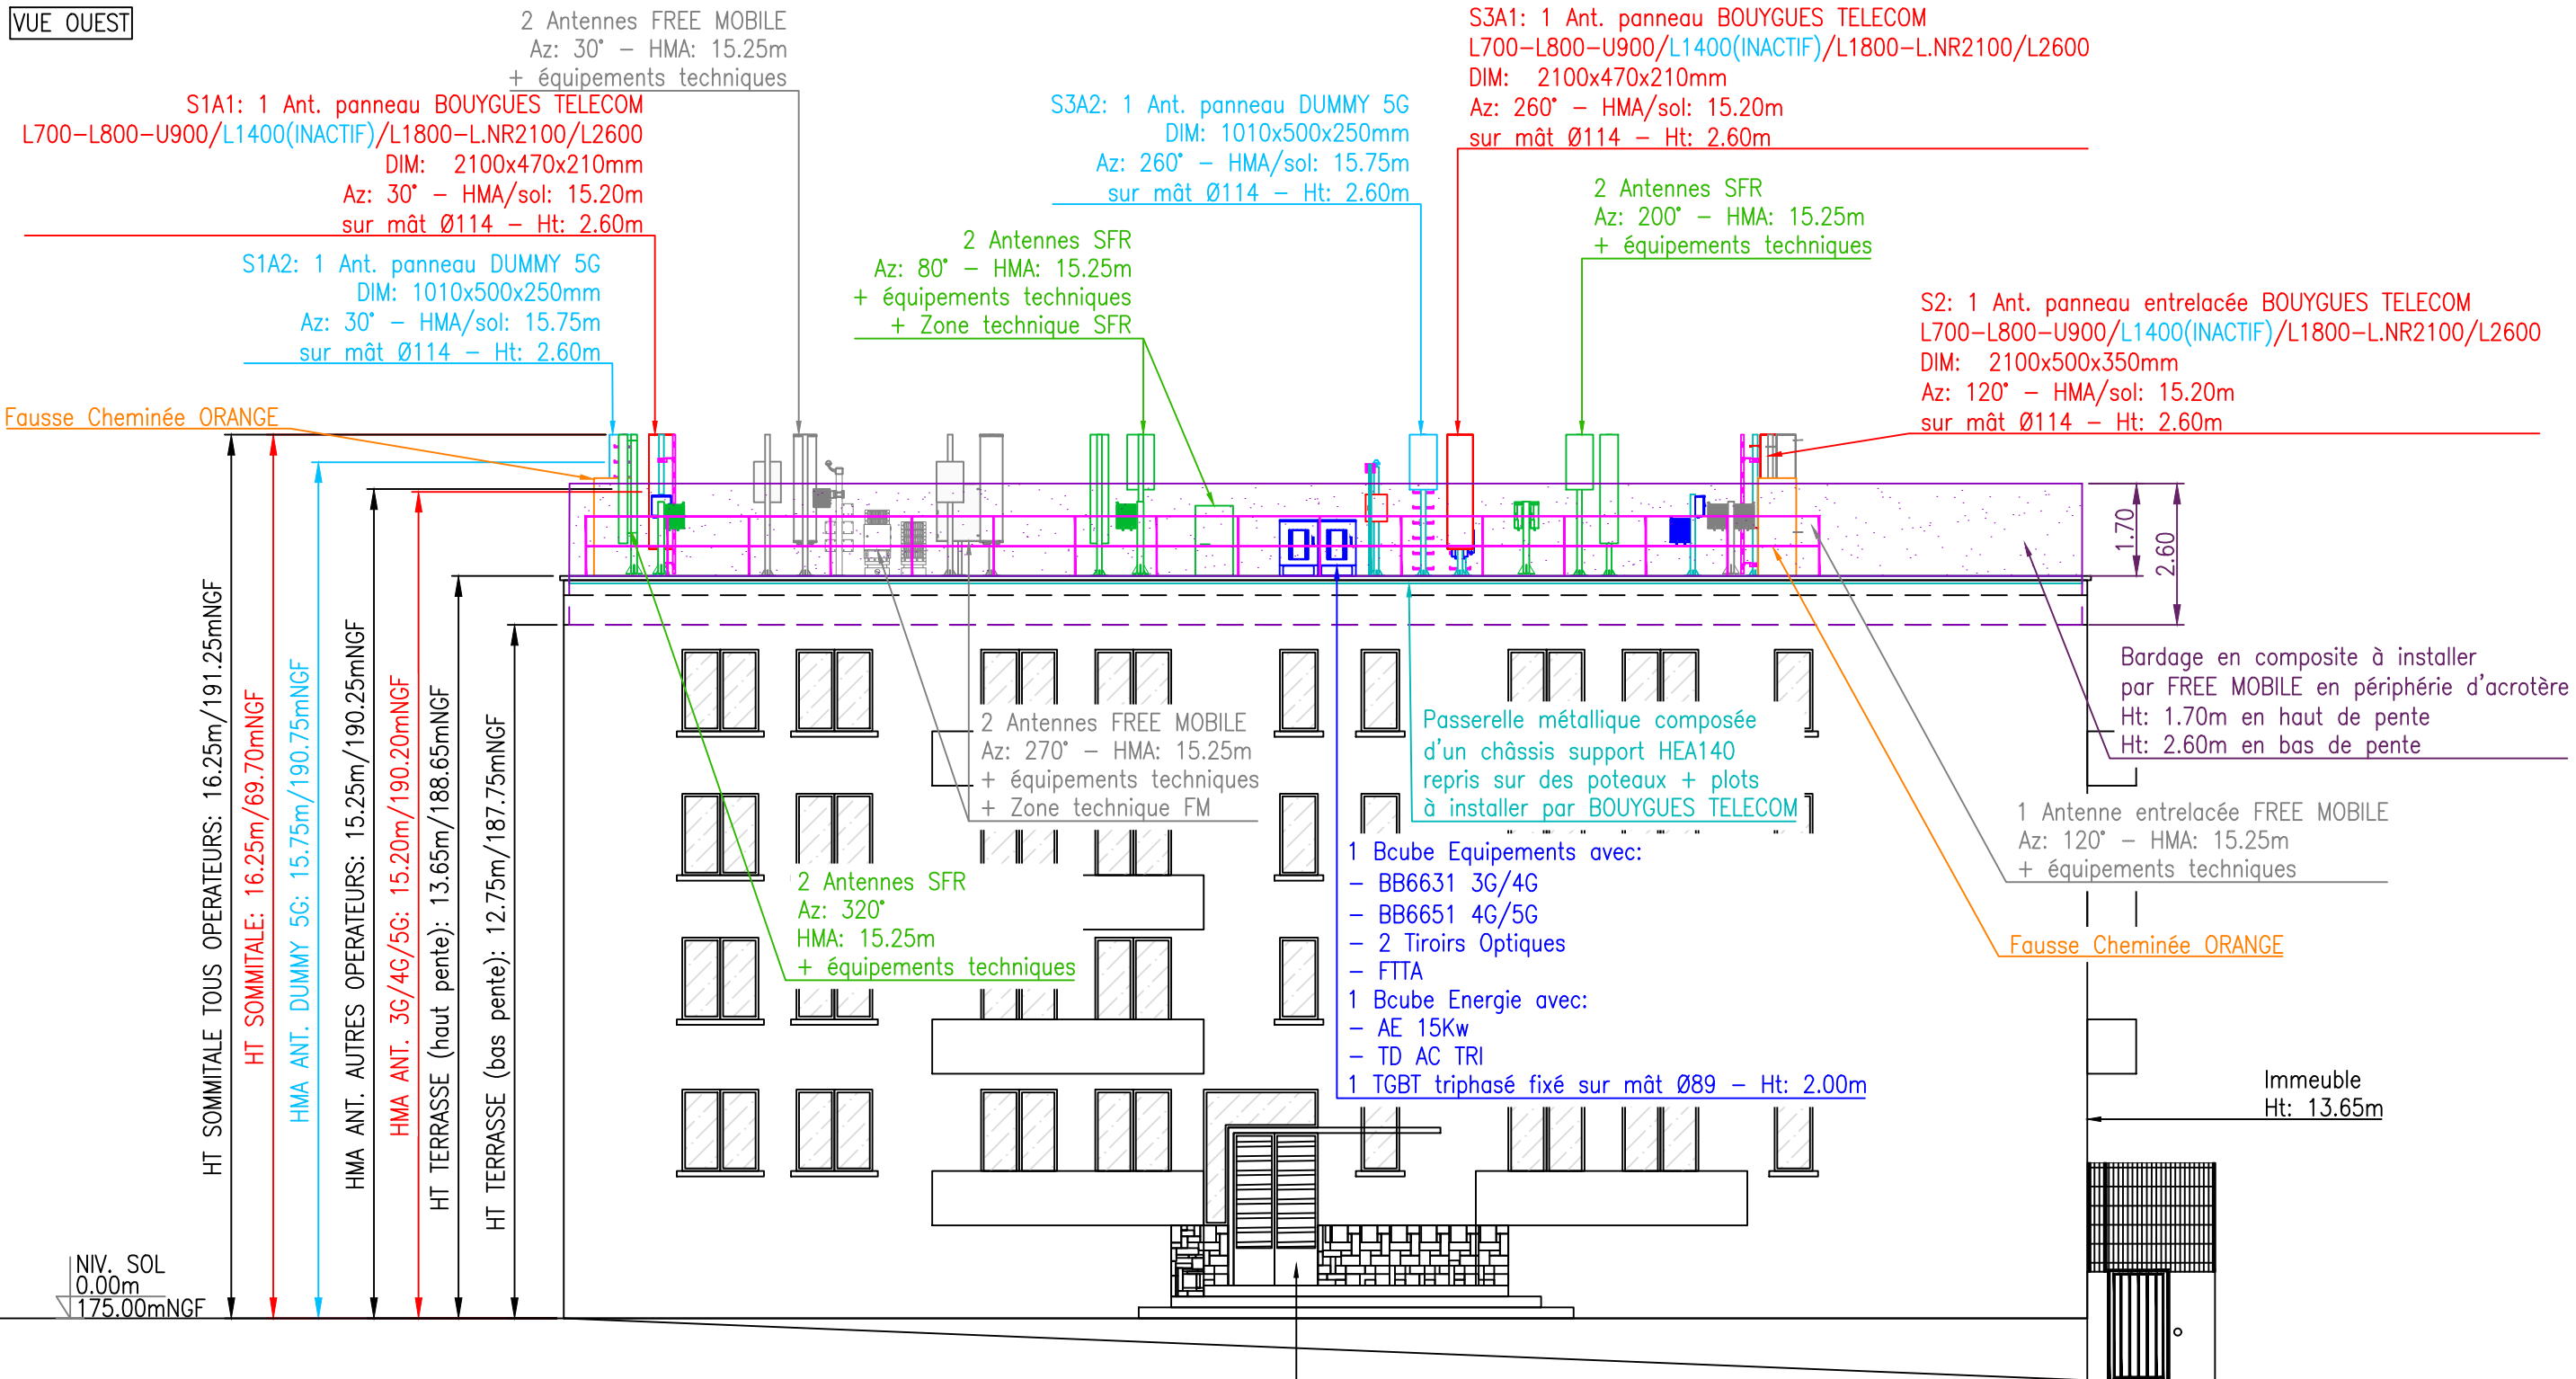 VUE OUEST
2 Antennes FREE MOBILE
Az: 30° - HMA: 15.25m
+ équipements techniques
S1A1: 1 Ant. panneau BOUYGUES TELECOM
L700-L800-U900/L1400(INACTIF)/L1800-L.NR2100/L2600
DIM: 2100x470x210mm
Az: 30° - HMA/sol: 15.20m
sur mât Ø114 - Ht: 2.60m
S1A2: 1 Ant. panneau DUMMY 5G
DIM: 1010x500x250mm
Az: 30° - HMA/sol: 15.75m
sur mât Ø114 - Ht: 2.60m
Fausse Cheminée ORANGE
2 Antennes SFR
Az: 80° - HMA: 15.25m
+ équipements techniques
+ Zone technique SFR
S3A2: 1 Ant. panneau DUMMY 5G
DIM: 1010x500x250mm
Az: 260° - HMA/sol: 15.75m
sur mât Ø114 - Ht: 2.60m
S3A1: 1 Ant. panneau BOUYGUES TELECOM
L700-L800-U900/L1400(INACTIF)/L1800-L.NR2100/L2600
DIM: 2100x470x210mm
Az: 260° - HMA/sol: 15.20m
sur mât Ø114 - Ht: 2.60m
2 Antennes SFR
Az: 200° - HMA: 15.25m
+ équipements techniques
S2: 1 Ant. panneau entrelacée BOUYGUES TELECOM
L700-L800-U900/L1400(INACTIF)/L1800-L.NR2100/L2600
DIM: 2100x500x350mm
Az: 120° - HMA/sol: 15.20m
sur mât Ø114 - Ht: 2.60m
1.70
2.60
HT SOMMITALE TOUS OPERATEURS: 16.25m/191.25mNGF
HT SOMMITALE: 16.25m/69.70mNGF
HMA ANT. DUMMY 5G: 15.75m/190.75mNGF
HMA ANT. AUTRES OPERATEURS: 15.25m/190.25mNGF
HMA ANT. 3G/4G/5G: 15.20m/190.20mNGF
HT TERRASSE (haut pente): 13.65m/188.65mNGF
HT TERRASSE (bas pente): 12.75m/187.75mNGF
2 Antennes FREE MOBILE
Az: 270° - HMA: 15.25m
+ équipements techniques
+ Zone technique FM
2 Antennes SFR
Az: 320°
HMA: 15.25m
+ équipements techniques
Passerelle métallique composée
d'un châssis support HEA140
repris sur des poteaux + plots
à installer par BOUYGUES TELECOM
1 Bcube Equipements avec:
- BB6631 3G/4G
- BB6651 4G/5G
- 2 Tiroirs Optiques
- FTTA
1 Bcube Energie avec:
- AE 15Kw
- TD AC TRI
1 TGBT triphasé fixé sur mât Ø89 - Ht: 2.00m
Bardage en composite à installer
par FREE MOBILE en périphérie d'acrotère
Ht: 1.70m en haut de pente
Ht: 2.60m en bas de pente
1 Antenne entrelacée FREE MOBILE
Az: 120° - HMA: 15.25m
+ équipements techniques
Fausse Cheminée ORANGE
Immeuble
Ht: 13.65m
NIV. SOL
0.00m
175.00mNGF